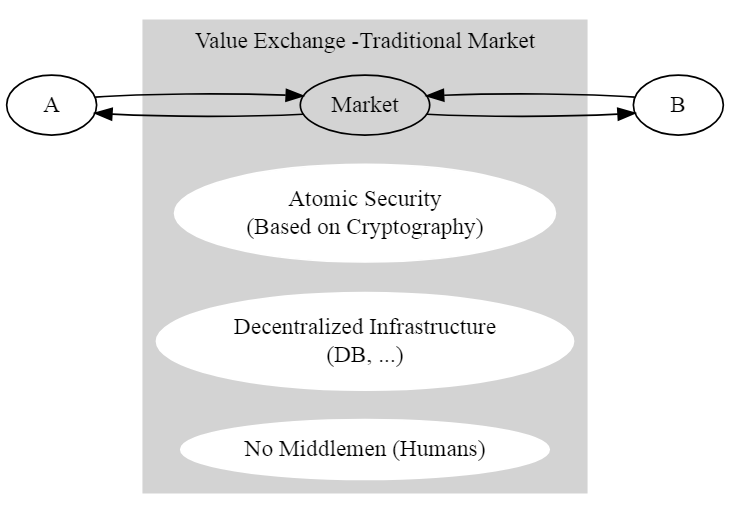 Value Exchange -Traditional Market
A
Market
B
Atomic Security
(Based on Cryptography)
Decentralized Infrastructure
(DB, ...)
No Middlemen (Humans)